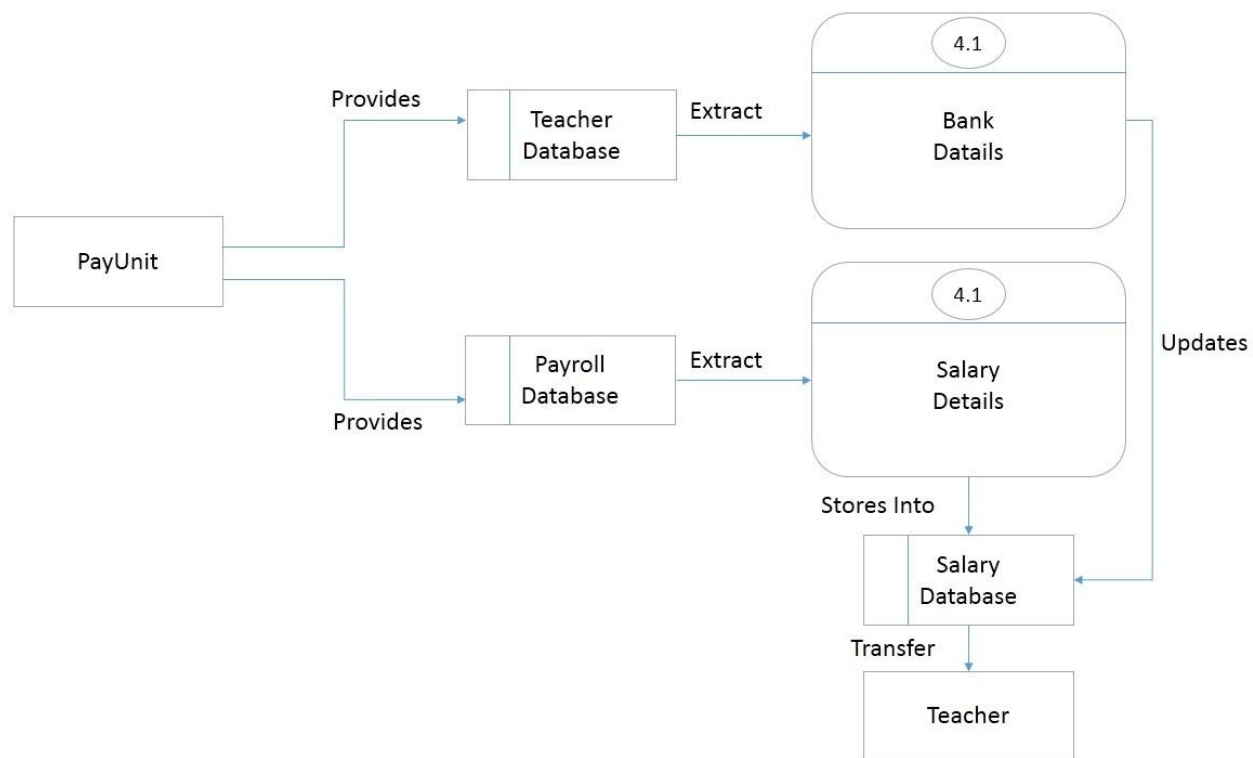 4.1
Provides
Teacher
Database
Extract
Bank
Datails
PayUnit
4.1
Updates
Payroll
Database
Extract
Salary
Details
Provides
Stores Into
Salary
Database
Transfer
Teacher